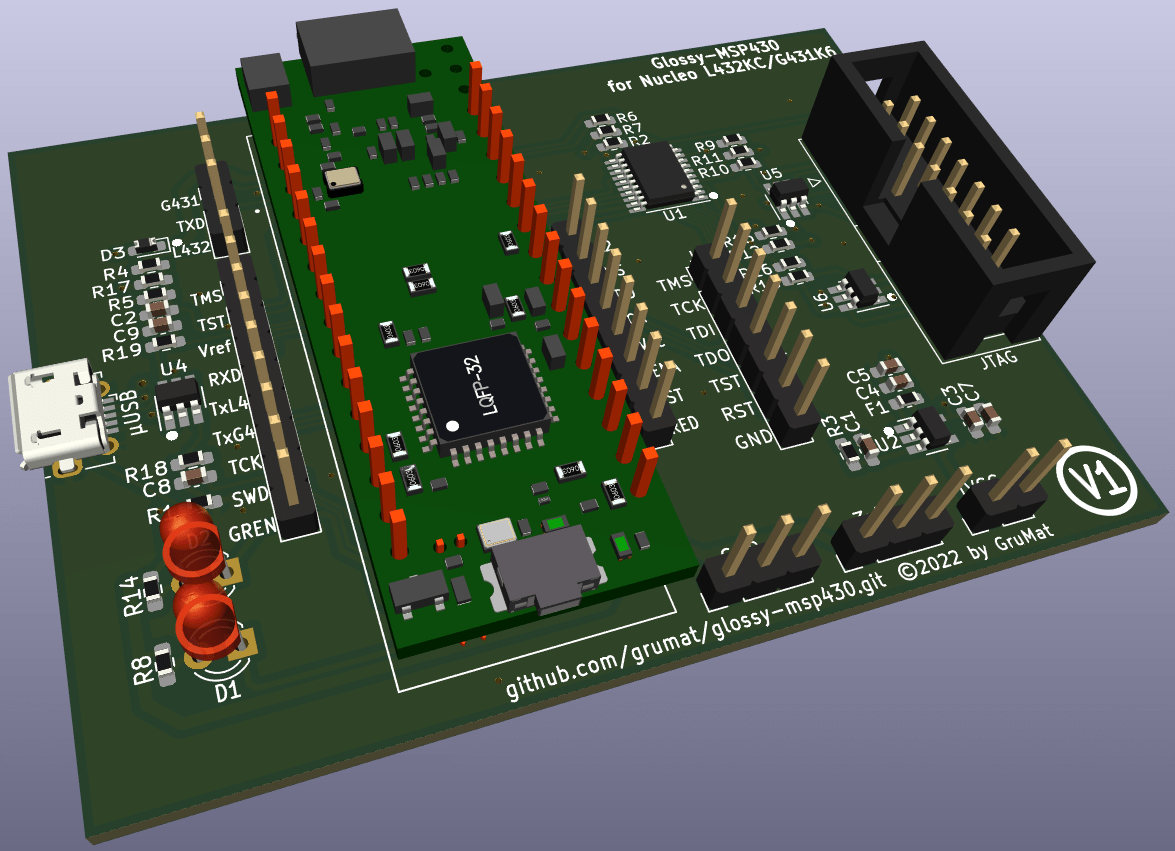 Glossy-MSP430
for Nucleo L432KC/G431K6
R6
R7
R2
R9
R11
R10
U5
U1
G431
TXD
L432
D3
R4
R17
R5
C2
C9
R19
TMS
TST
Vref
RXD
TxL4
TxG4
TCK
SWD
GREN
U4
HUSB
R18
C8
D2
R14
R8
D1
LQFP-32
TMS
TCK
TDI
TDO
TST
RST
GND
RED
U6
JTAG
C5
C4
F1
C3
C7
R3
C1
U2
V1
©2022 by GruMat
github.com/grumat/glossy-msp430.git